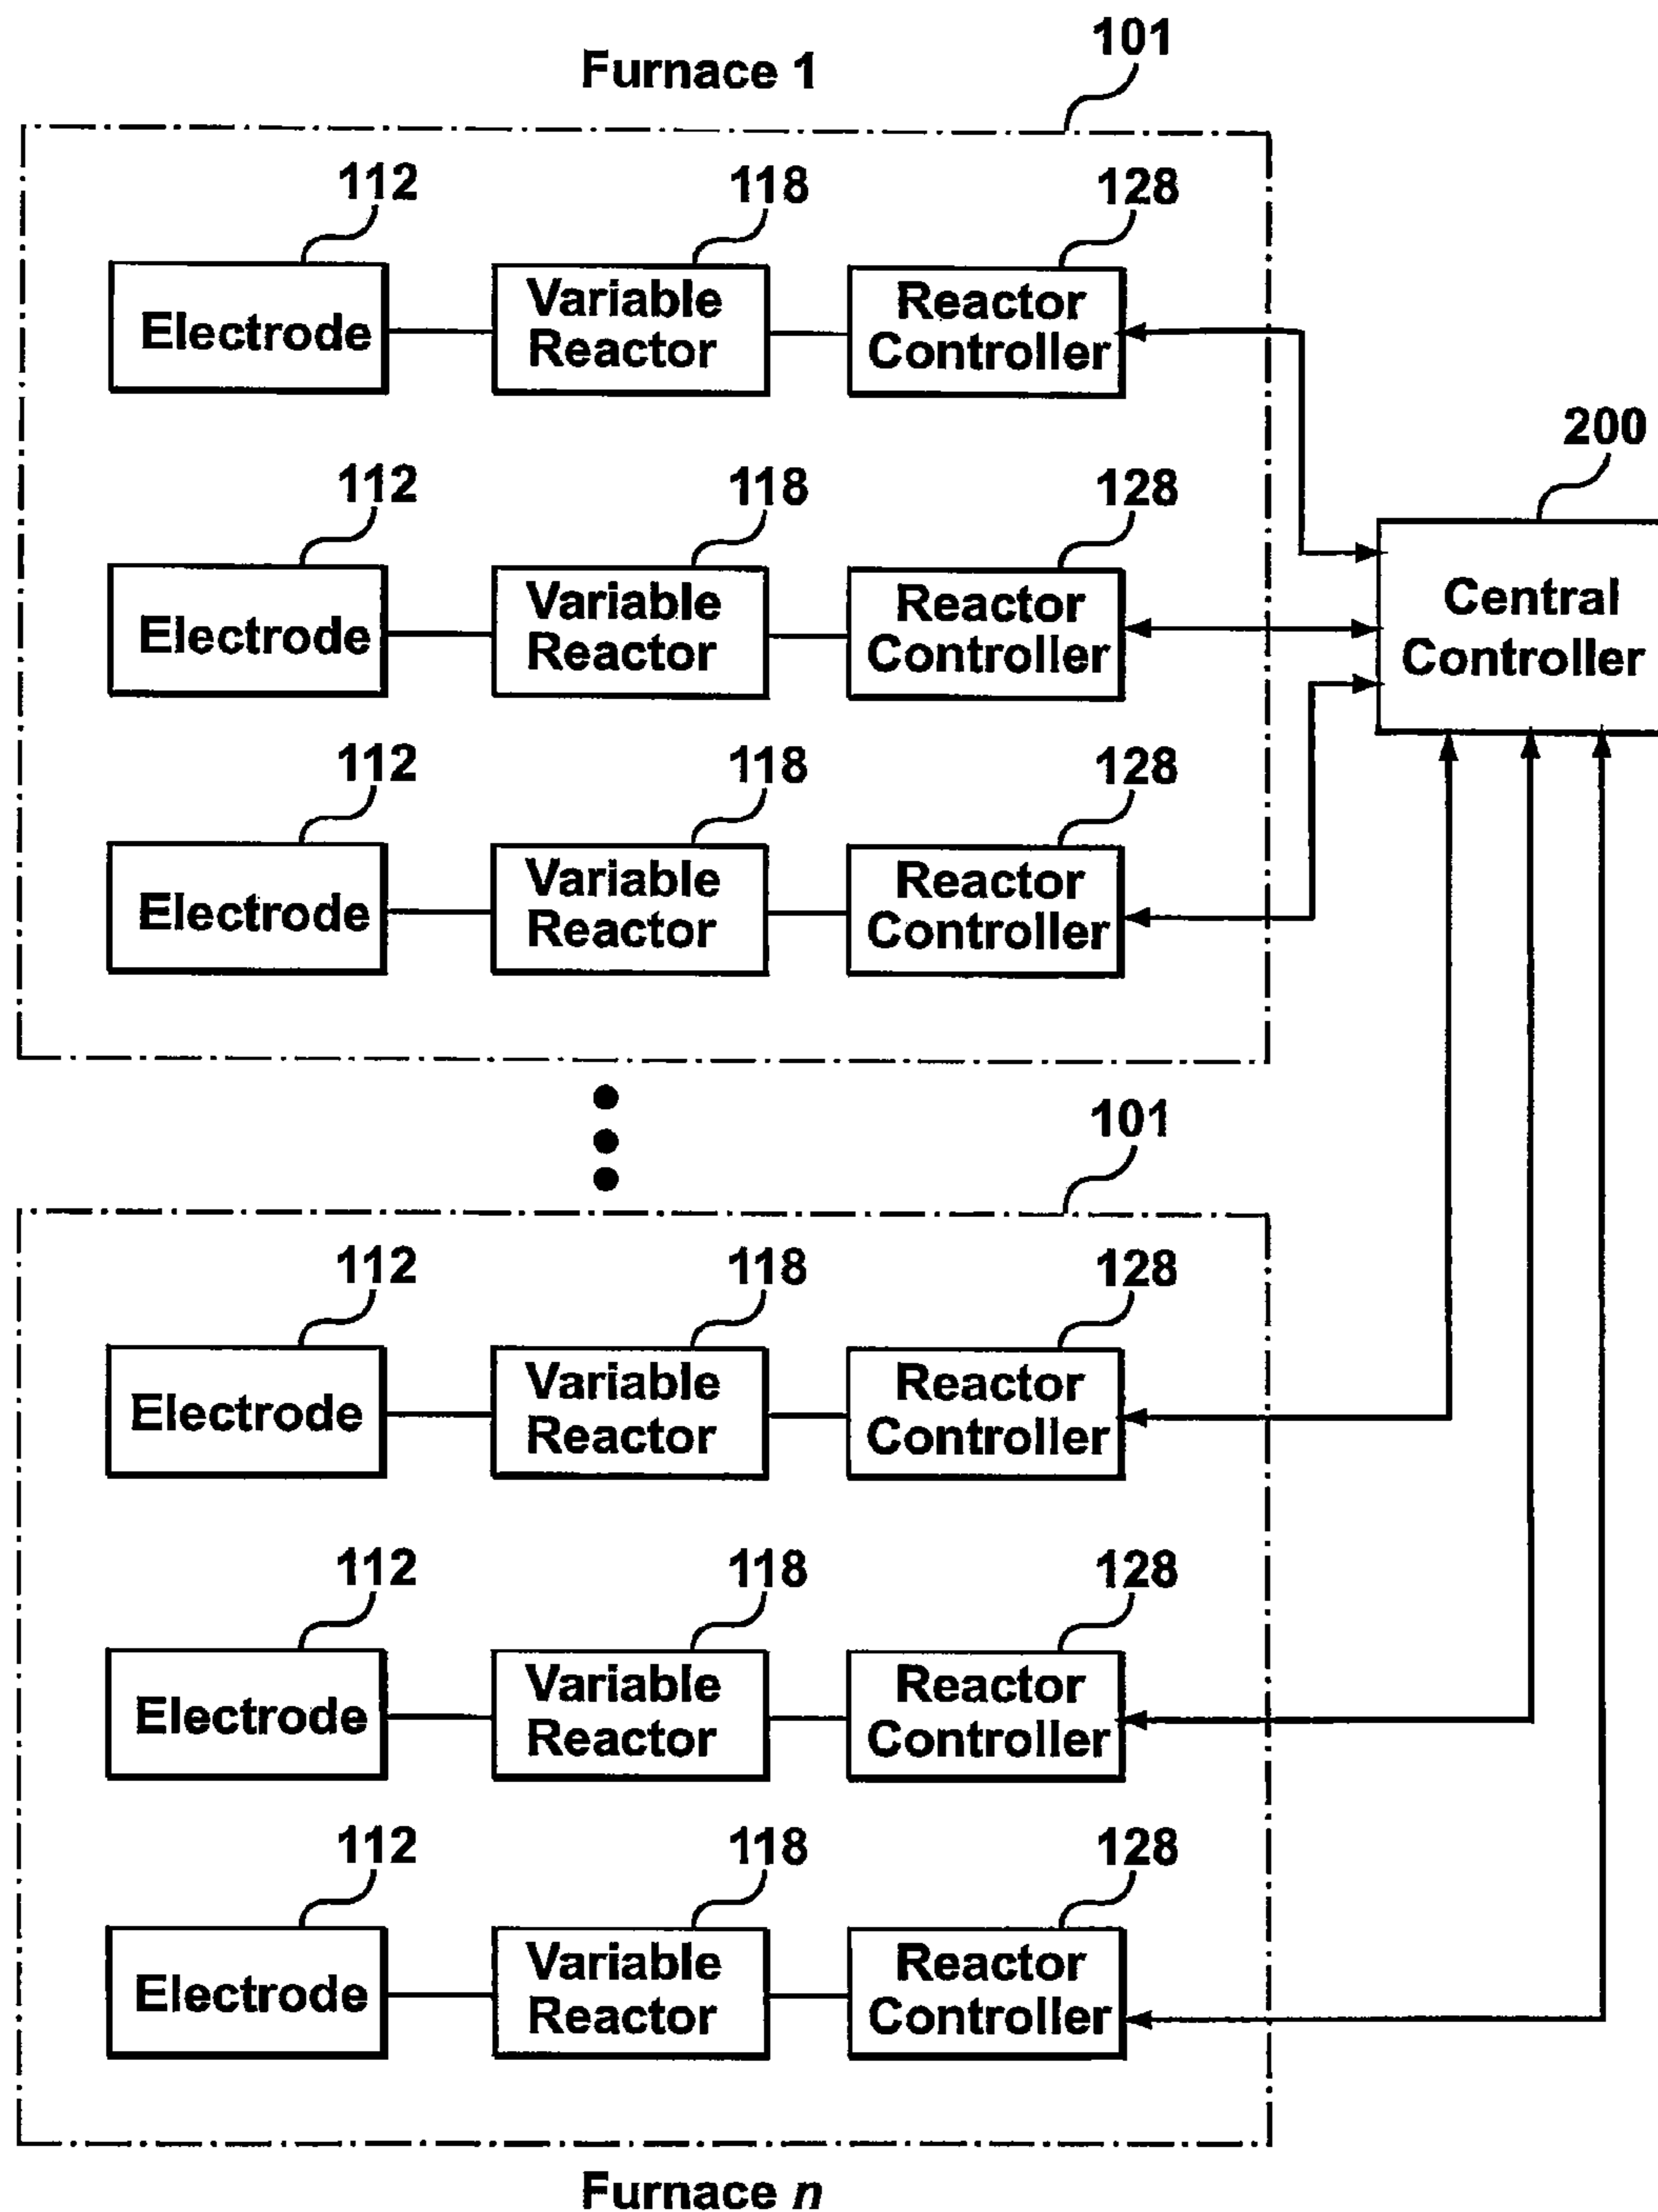 Furnace 1
101
112
118
128
Electrode
Variable
Reactor
Reactor
Controller
200
112
118
128
Electrode
Variable
Reactor
Reactor
Controller
Central
Controller
112
118
128
Electrode
Variable
Reactor
Reactor
Controller
101
112
118
128
Electrode
Variable
Reactor
Reactor
Controller
112
118
128
Electrode
Variable
Reactor
Reactor
Controller
112
118
128
Electrode
Variable
Reactor
Reactor
Controller
Furnace n